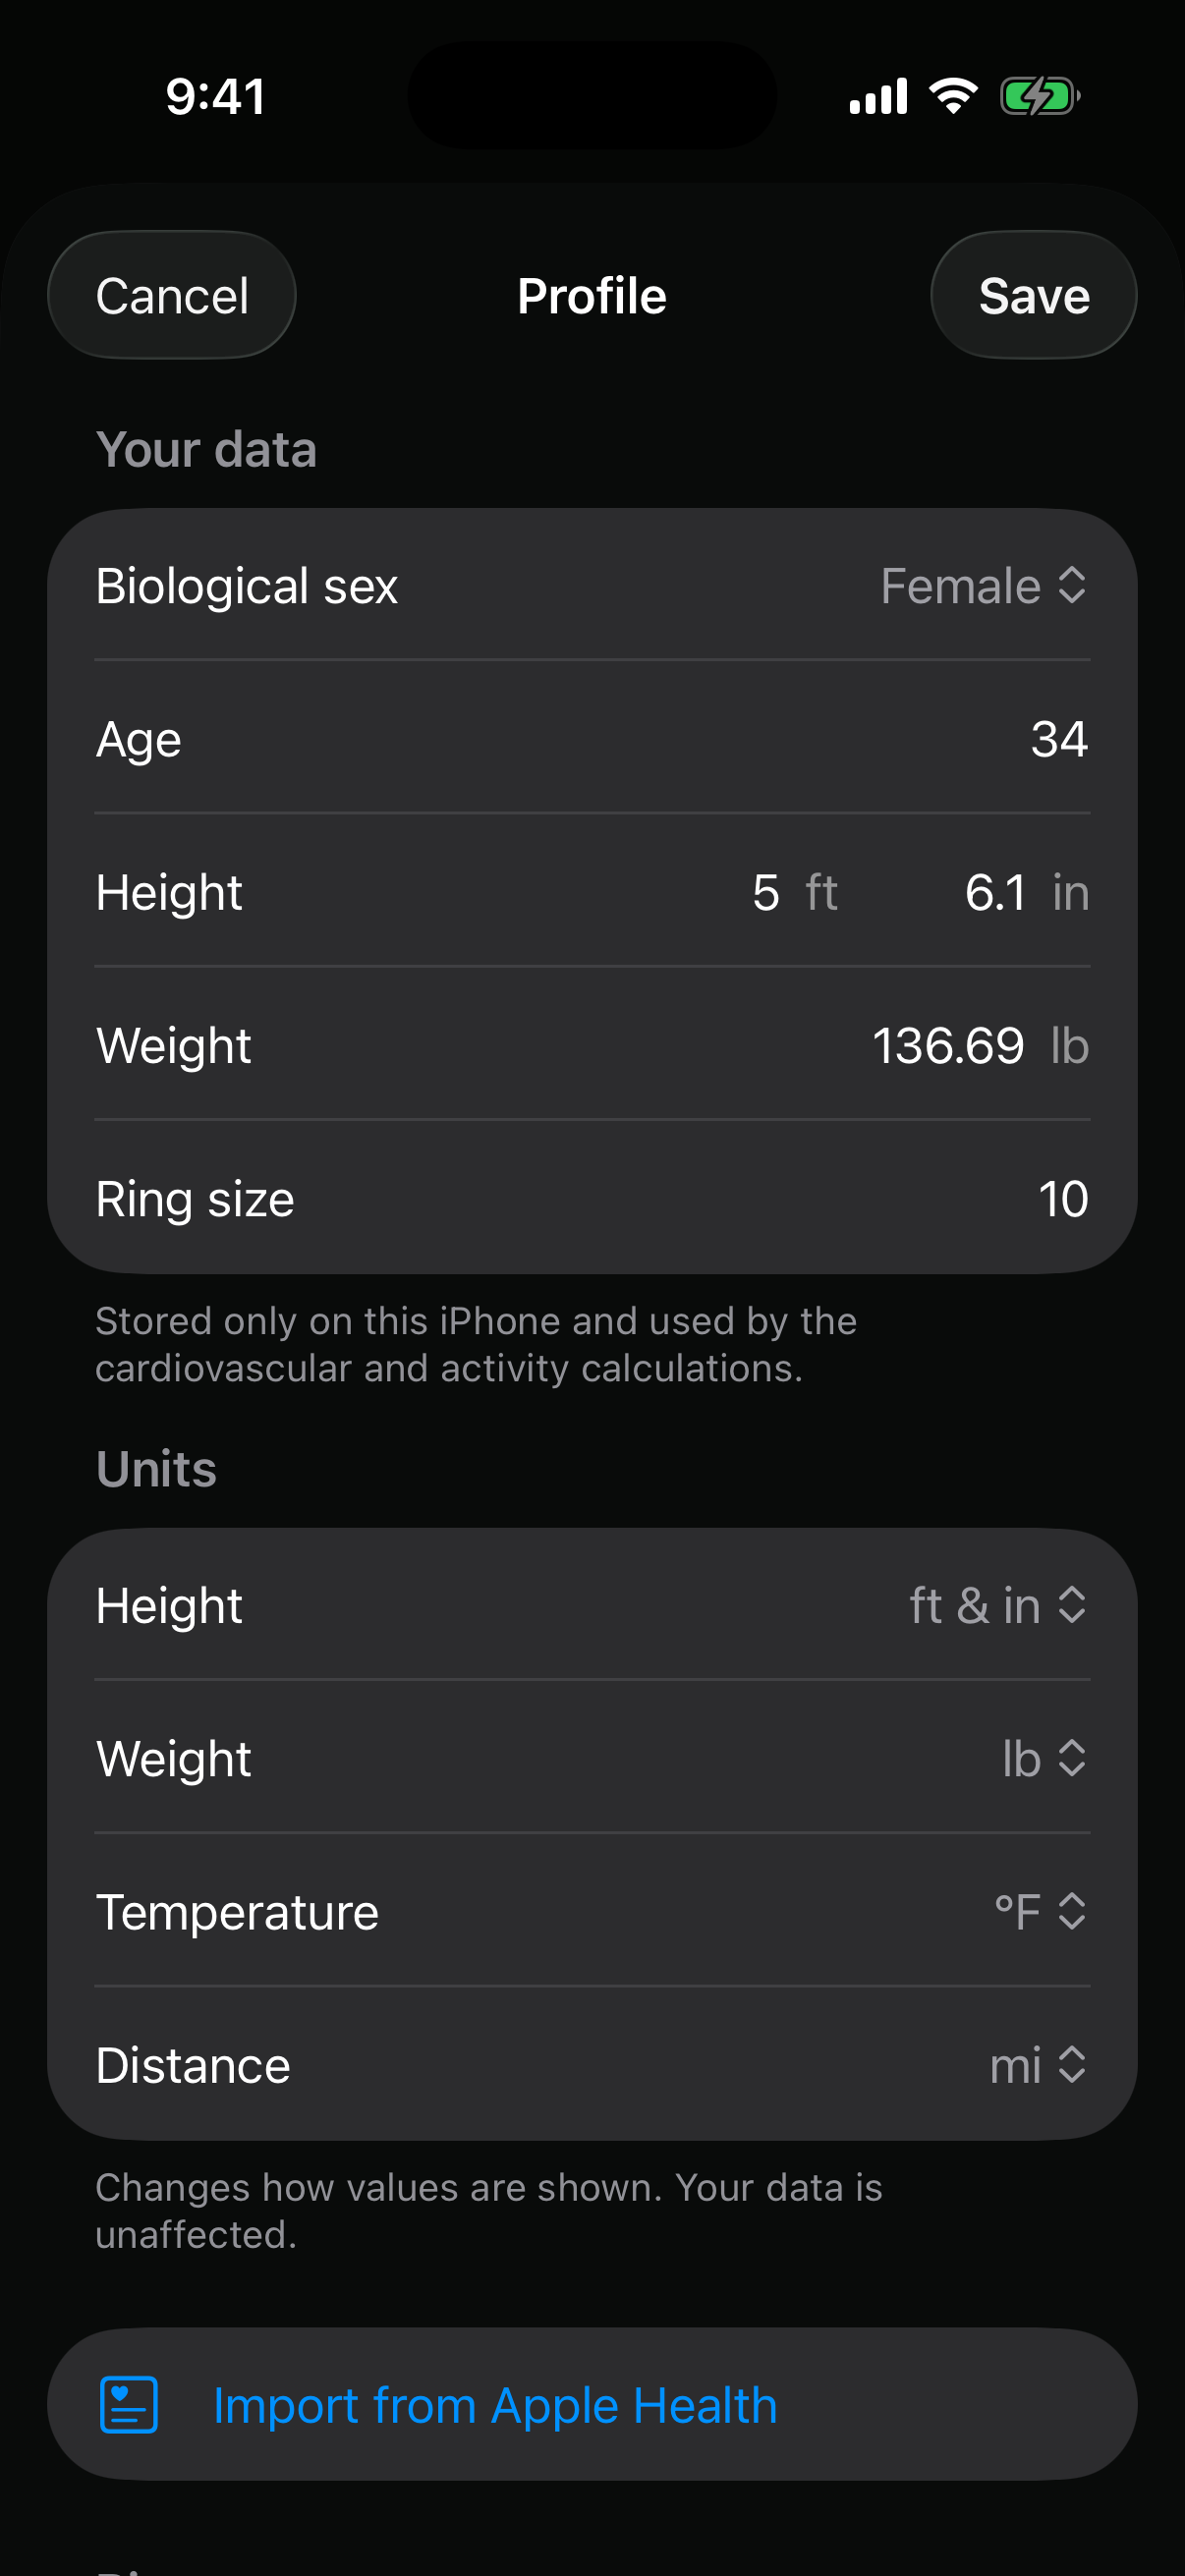 9:41
Cancel
Profile
Save
Your data
Biological sex
Female
Age
34
Height
5 ft 6.1 in
Weight
136.69 lb
Ring size
10
Stored only on this iPhone and used by the
cardiovascular and activity calculations.
Units
Height
ft & in
Weight
lb
Temperature
°F
Distance
mi
Changes how values are shown. Your data is
unaffected.
Import from Apple Health